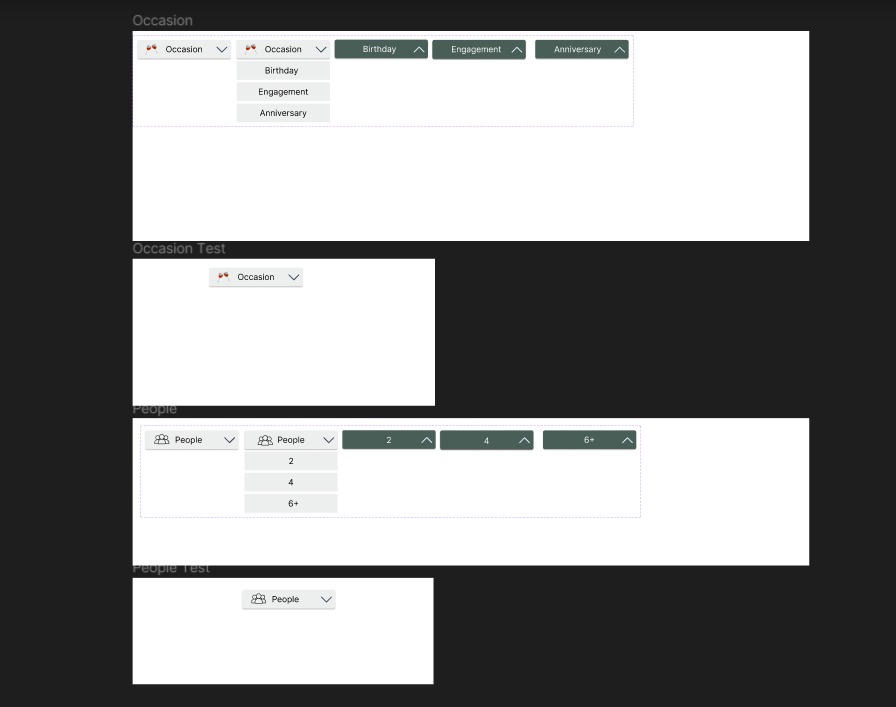 Occasion
Occasion Occasion Birthday Engagement Anniversary
Birthday
Engagement
Anniversary
Occasion Test
Occasion
People
People People 2 4 6+
2
4
6+
People Test
People